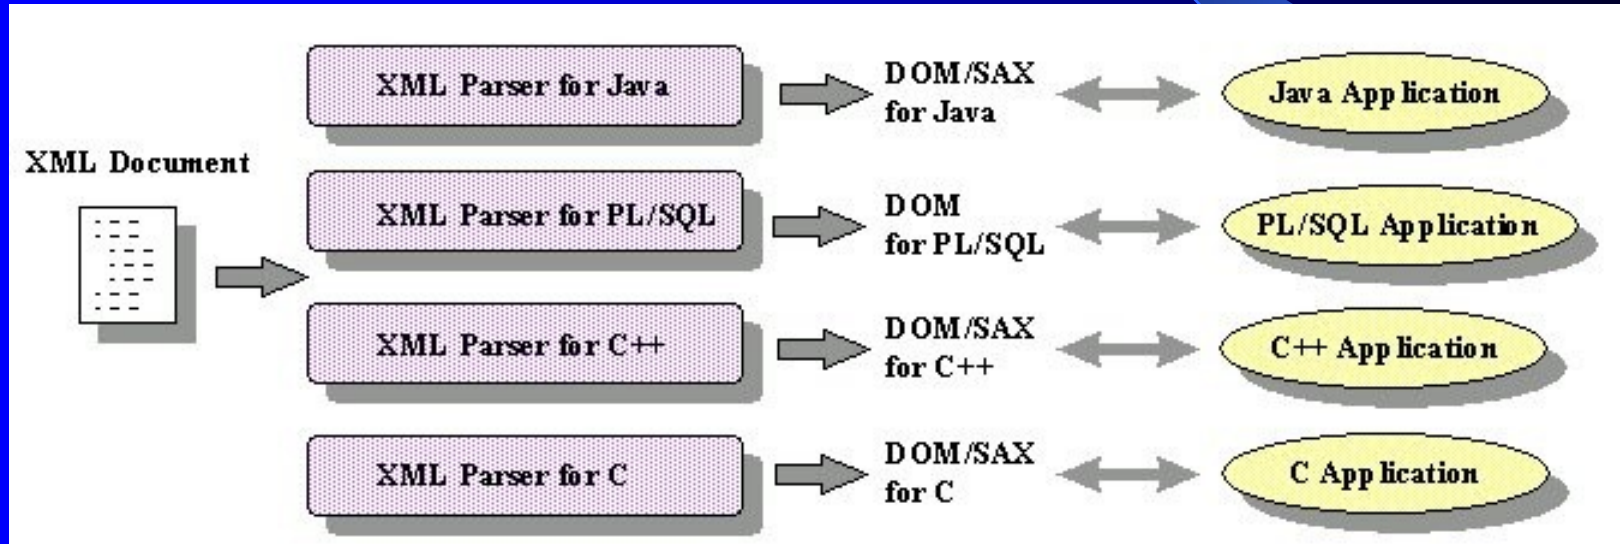 XML Document
XML Parser for Java
DOM/SAX
for Java
Java Application
XML Parser for PL/SQL
DOM
for PL/SQL
PL/SQL Application
XML Parser for C++
DOM/SAX
for C++
C++ Application
XML Parser for C
DOM/SAX
for C
C Application